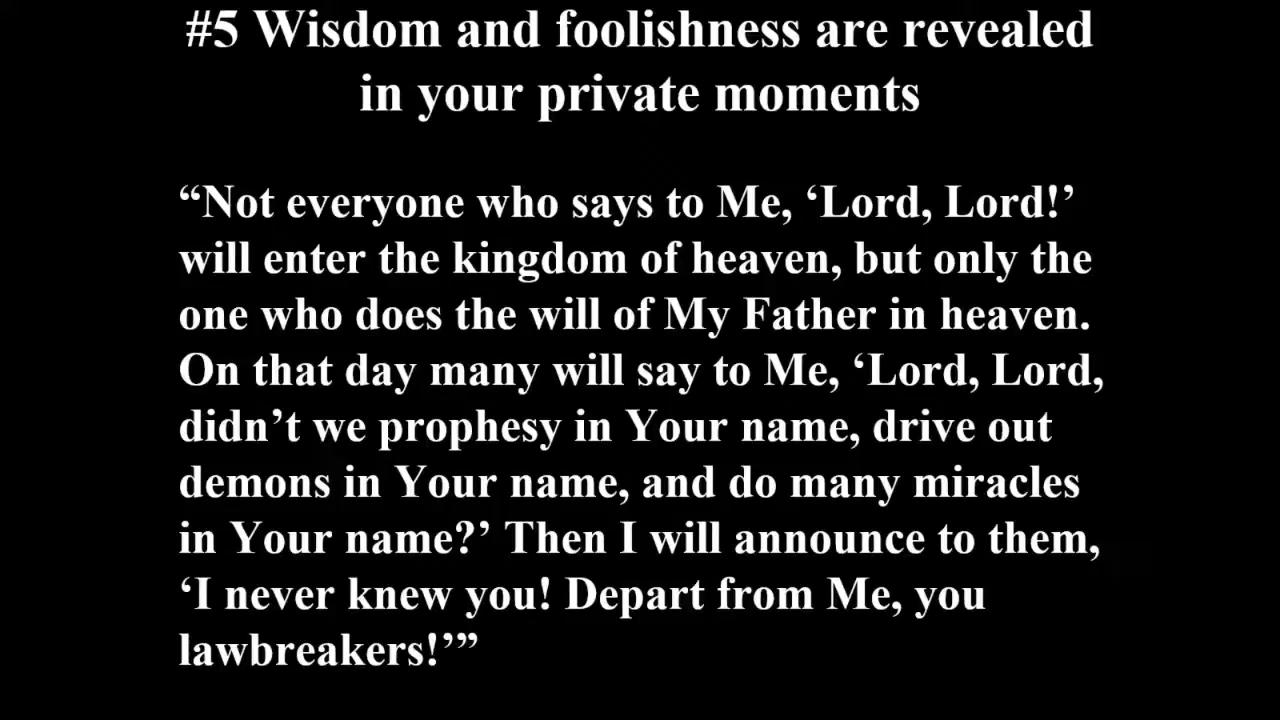 #5 Wisdom and foolishness are revealed
in your private moments
“Not everyone who says to Me, ‘Lord, Lord!’
will enter the kingdom of heaven, but only the
one who does the will of My Father in heaven.
On that day many will say to Me, ‘Lord, Lord,
didn’t we prophesy in Your name, drive out
demons in Your name, and do many miracles
in Your name?’ Then I will announce to them,
‘I never knew you! Depart from Me, you
lawbreakers!’”